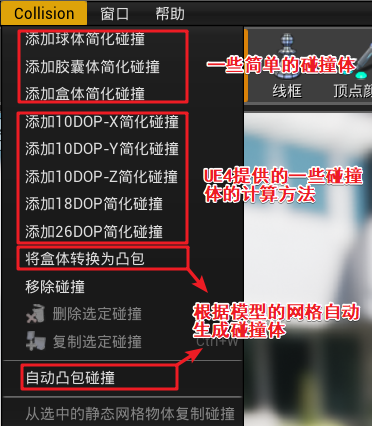 Collision 窗口 帮助
添加球体简化碰撞
添加胶囊体简化碰撞
添加盒体简化碰撞
一些简单的碰撞体
线框 顶点颜
添加10DOP-X简化碰撞
添加10DOP-Y简化碰撞
添加10DOP-Z简化碰撞
添加18DOP简化碰撞
添加26DOP简化碰撞
UE4提供的一些碰撞
体的计算方法
将盒体转换为凸包
移除碰撞
删除选定碰撞
复制选定碰撞 Ctrl+W
根据模型的网格自动
生成碰撞体
自动凸包碰撞
从选中的静态网格物体复制碰撞